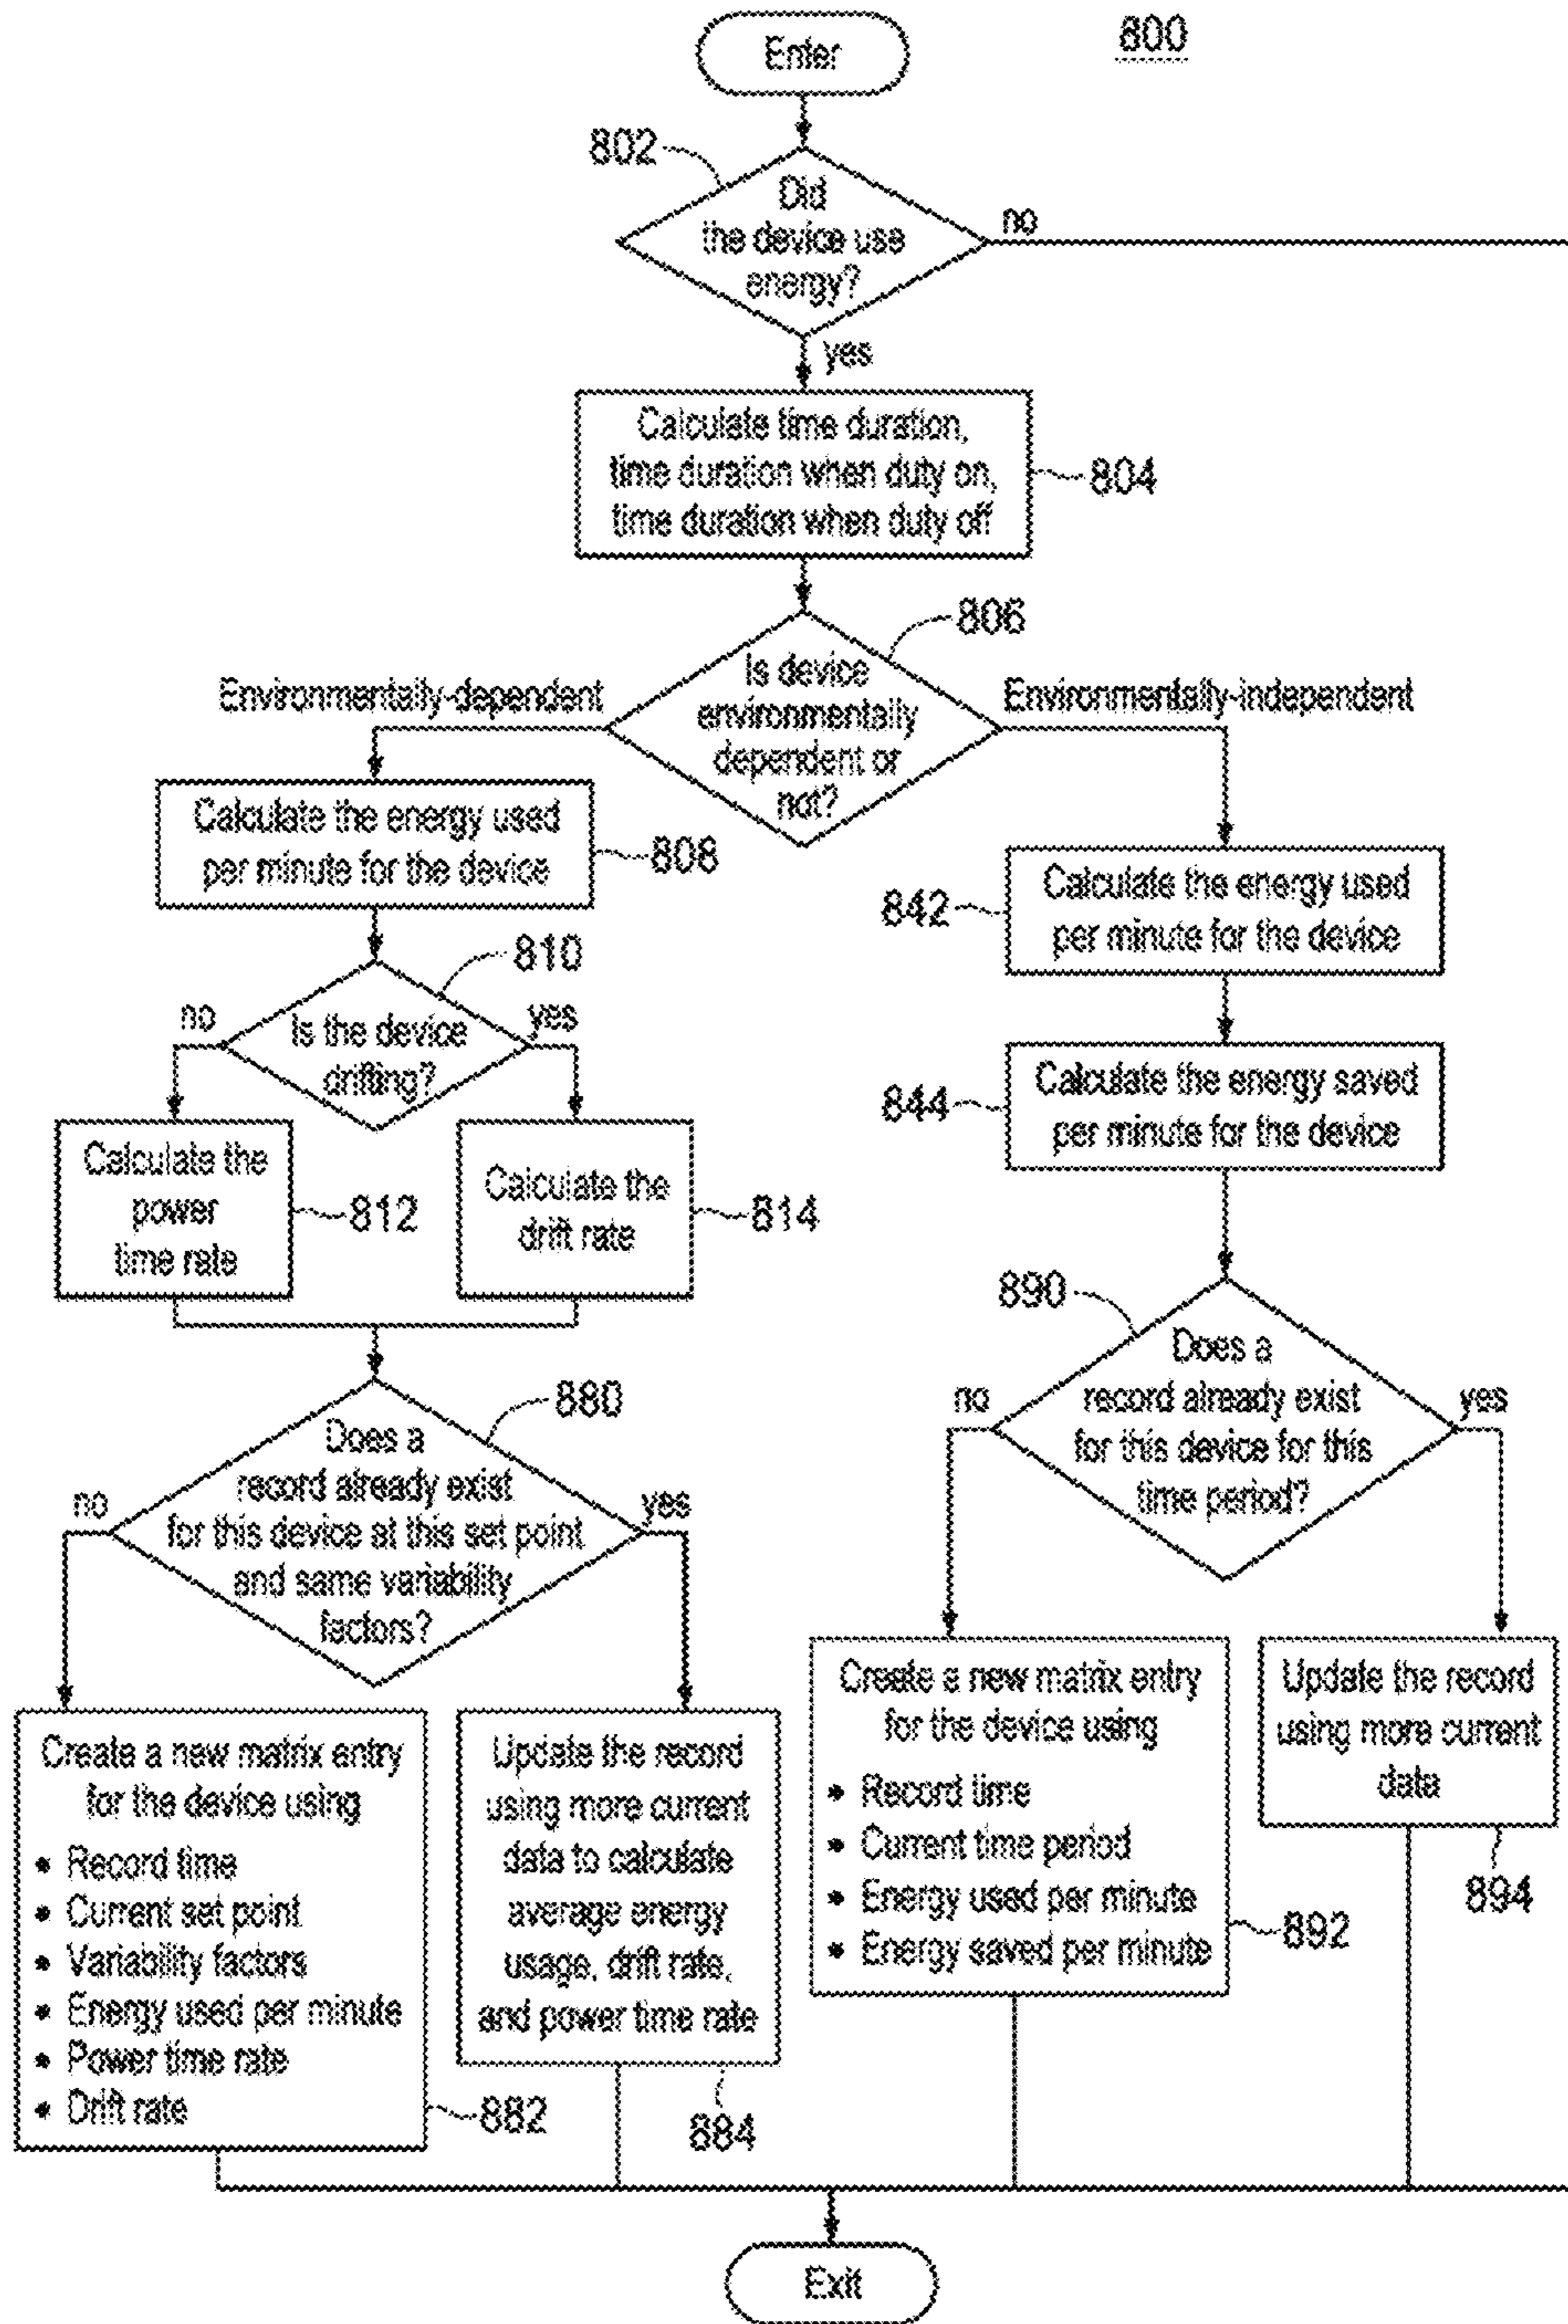 Enter
800
802
Did
the device use
energy?
no
yes
Calculate time duration,
time duration when duty on,
time duration when duty off
804
806
Is device
environmentally
dependent or
not?
Environmentally-dependent
Environmentally-independent
Calculate the energy used
per minute for the device
808
842
Calculate the energy used
per minute for the device
810
no
yes
Is the device
drifting?
844
Calculate the energy saved
per minute for the device
Calculate the
power
time rate
812
Calculate the
drift rate
814
890
Does a
record already exist
for this device for this
time period?
no
yes
880
Does a
record already exist
for this device at this set point
and same variability
factors?
no
yes
Create a new matrix entry
for the device using
• Record time
• Current set point
• Variability factors
• Energy used per minute
• Power time rate
• Drift rate
882
Update the record
using more current
data to calculate
average energy
usage, drift rate,
and power time rate
884
Create a new matrix entry
for the device using
• Record time
• Current time period
• Energy used per minute
• Energy saved per minute
892
Update the record
using more current
data
894
Exit